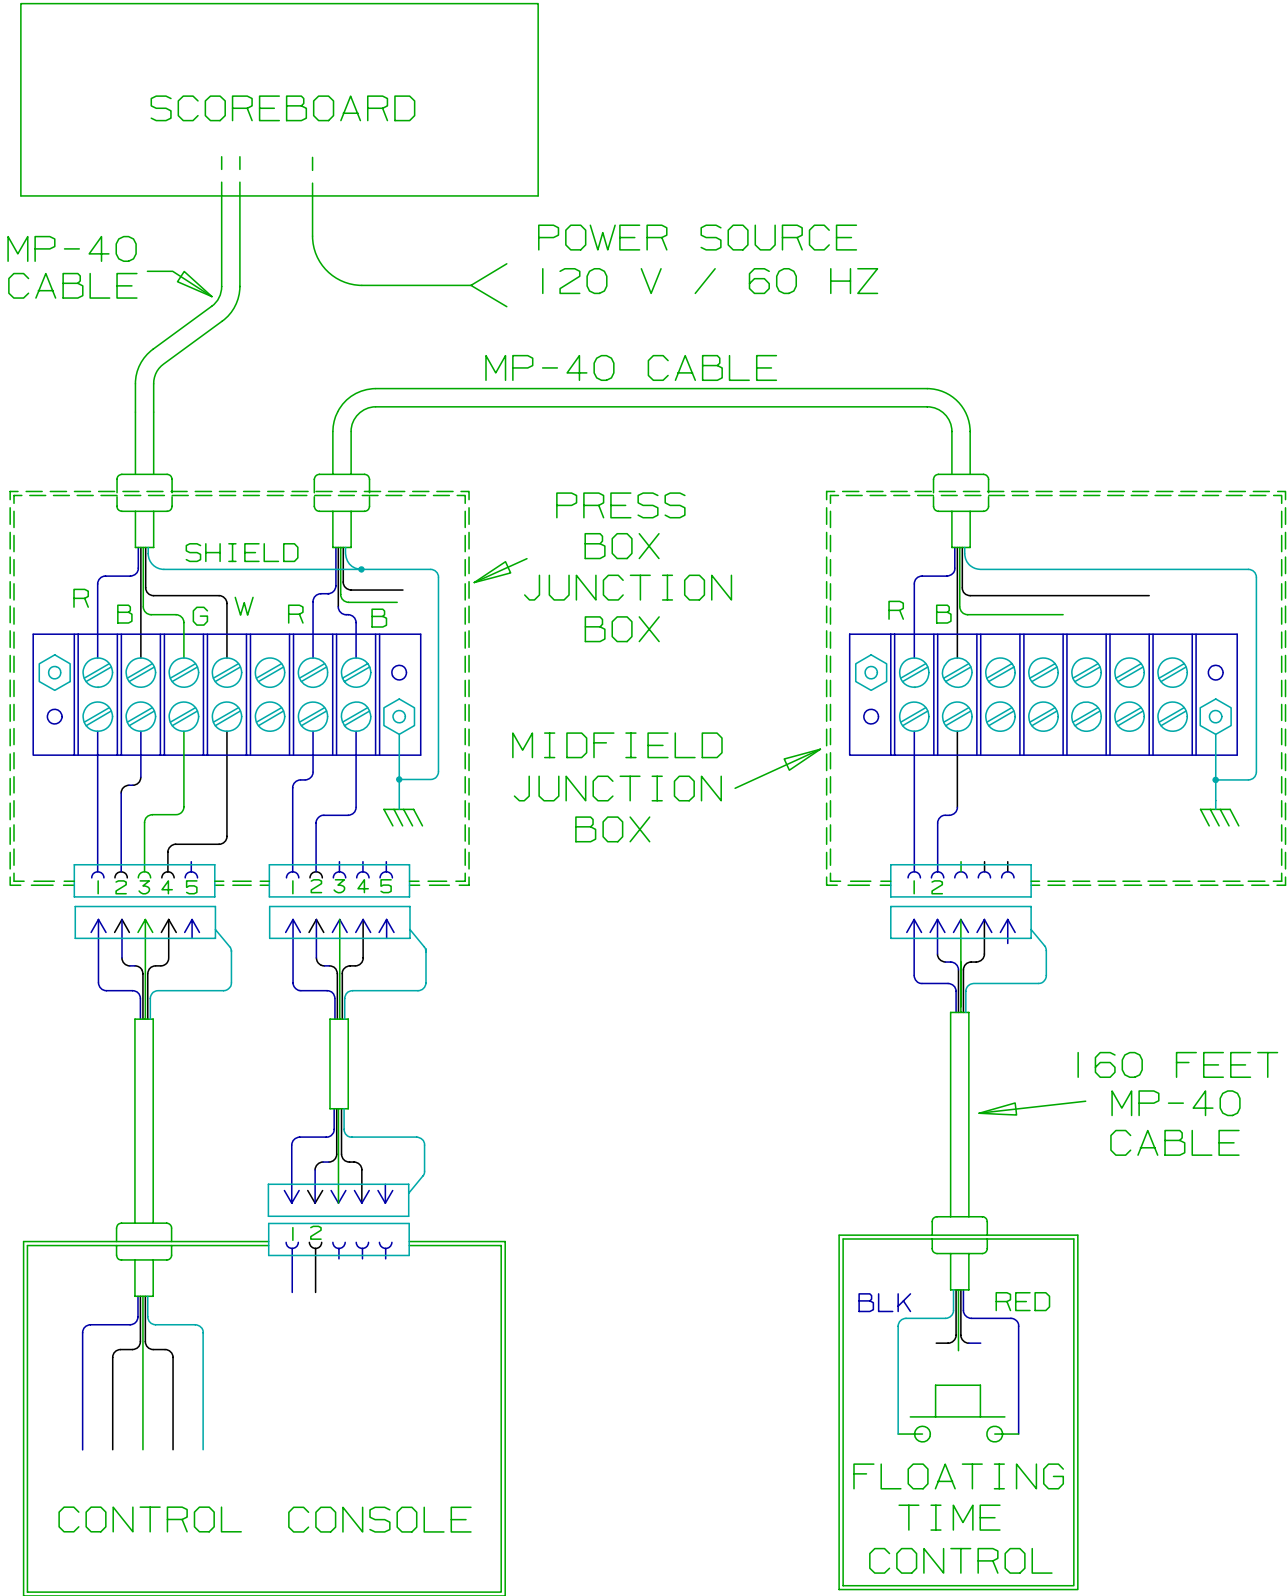 SCOREBOARD
MP-40
CABLE
POWER SOURCE
120 V / 60 HZ
MP-40 CABLE
PRESS
BOX
JUNCTION
BOX
SHIELD
R
B
G
W
R
B
R
B
MIDFIELD
JUNCTION
BOX
1 2 3 4 5
1 2 3 4 5
1 2
160 FEET
MP-40
CABLE
1 2
BLK
RED
CONTROL CONSOLE
FLOATING
TIME
CONTROL